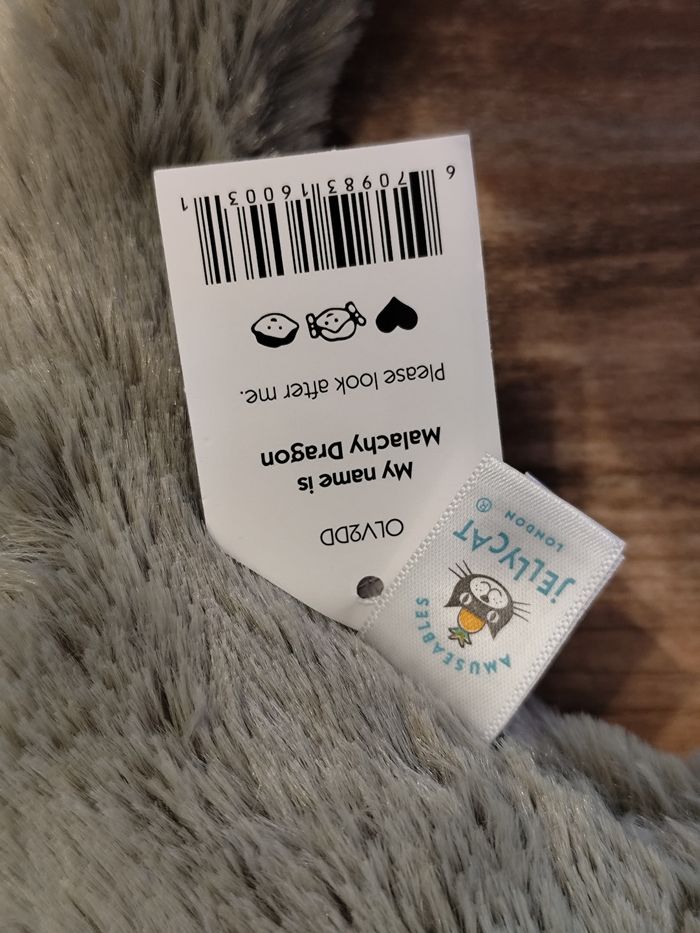 OLV2DD
My name is
Malachy Dragon
Please look after me.
6 70983 16003 1
AMUSEABLES
JELLYCAT
LONDON ®